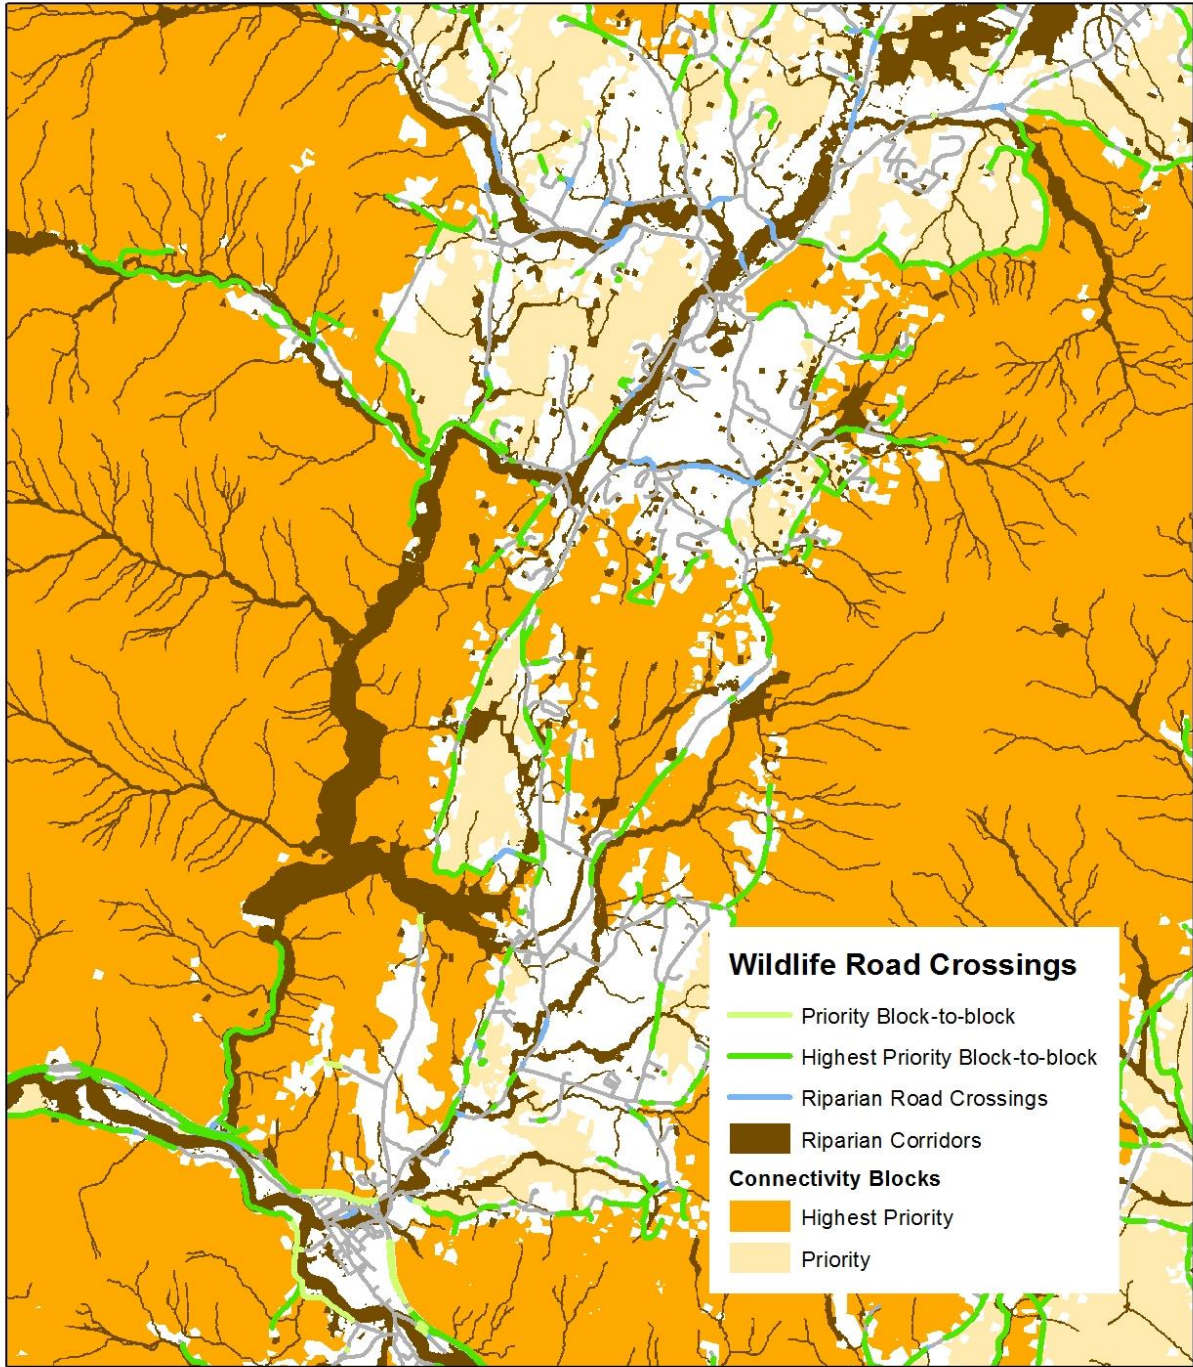 Wildlife Road Crossings
Priority Block-to-block
Highest Priority Block-to-block
Riparian Road Crossings
Riparian Corridors
Connectivity Blocks
Highest Priority
Priority